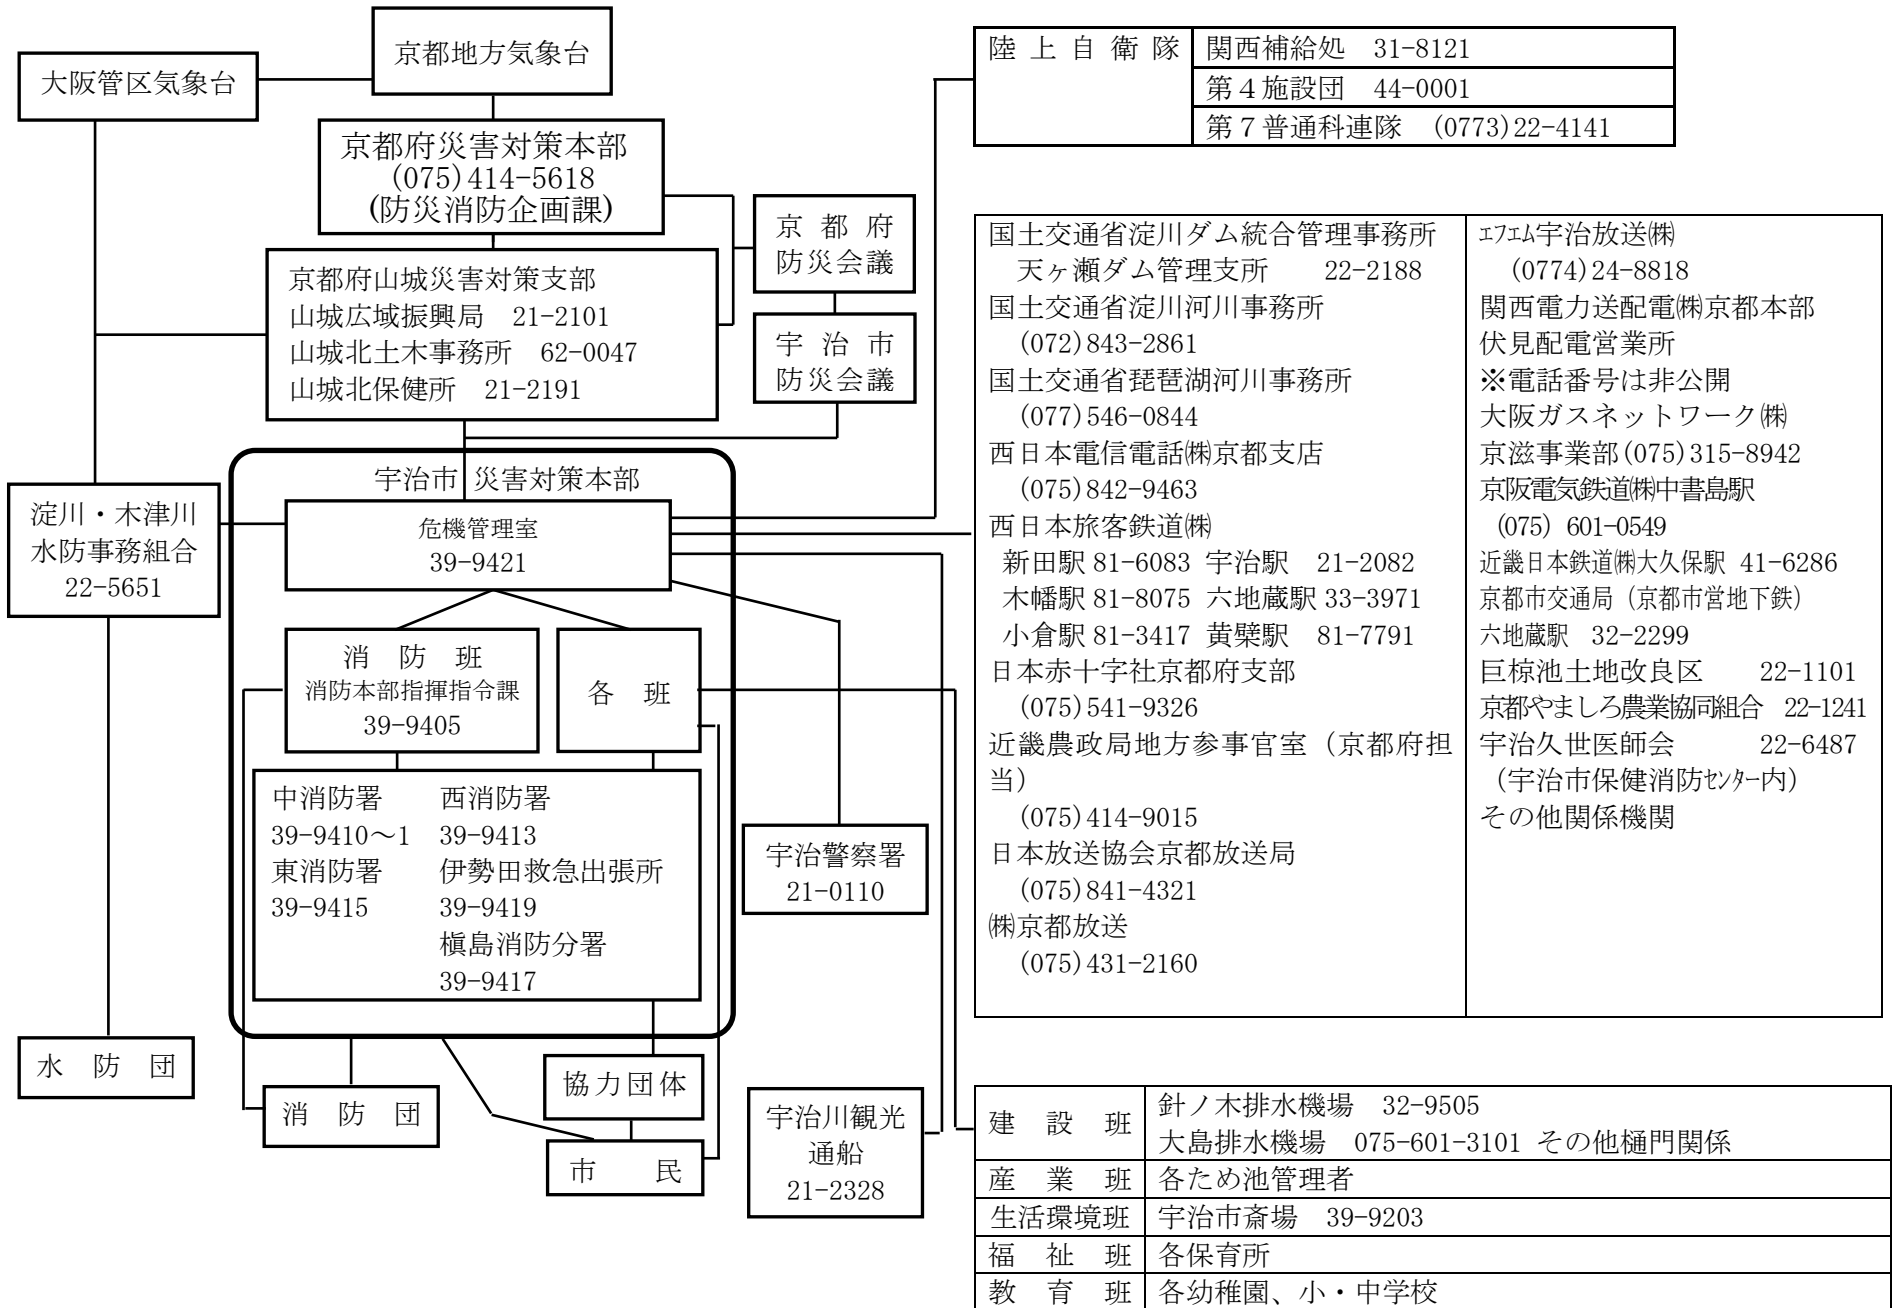 京都地方気象台
大阪管区気象台
京都府災害対策本部
(075)414-5618
(防災消防企画課)
京都府
防災会議
京都府山城災害対策支部
山城広域振興局　21-2101
山城北土木事務所　62-0047
山城北保健所　21-2191
宇治市
防災会議
宇治市 災害対策本部
淀川・木津川
水防事務組合
22-5651
危機管理室
39-9421
消　防　班
消防本部指揮指令課
39-9405
各　班
中消防署
39-9410～1
東消防署
39-9415
西消防署
39-9413
伊勢田救急出張所
39-9419
槇島消防分署
39-9417
宇治警察署
21-0110
水　防　団
消　防　団
協力団体
市　　民
宇治川観光
通船
21-2328
陸上自衛隊
関西補給処　31-8121
第４施設団　44-0001
第７普通科連隊　(0773)22-4141
国土交通省淀川ダム統合管理事務所
天ヶ瀬ダム管理支所　　22-2188
国土交通省淀川河川事務所
(072)843-2861
国土交通省琵琶湖河川事務所
(077)546-0844
西日本電信電話㈱京都支店
(075)842-9463
西日本旅客鉄道㈱
新田駅 81-6083 宇治駅　21-2082
木幡駅 81-8075 六地蔵駅 33-3971
小倉駅 81-3417 黄檗駅　81-7791
日本赤十字社京都府支部
(075)541-9326
近畿農政局地方参事官室（京都府担
当）
(075)414-9015
日本放送協会京都放送局
(075)841-4321
㈱京都放送
(075)431-2160
ｴﾌｴﾑ宇治放送㈱
(0774)24-8818
関西電力送配電㈱京都本部
伏見配電営業所
※電話番号は非公開
大阪ガスネットワーク㈱
京滋事業部(075)315-8942
京阪電気鉄道㈱中書島駅
(075) 601-0549
近畿日本鉄道㈱大久保駅 41-6286
京都市交通局（京都市営地下鉄）
六地蔵駅　32-2299
巨椋池土地改良区　　22-1101
京都やましろ農業協同組合　22-1241
宇治久世医師会　　　22-6487
（宇治市保健消防ｾﾝﾀｰ内）
その他関係機関
建　設　班
針ノ木排水機場　32-9505
大島排水機場　075-601-3101 その他樋門関係
産　業　班　各ため池管理者
生活環境班　宇治市斎場　39-9203
福　祉　班　各保育所
教　育　班　各幼稚園、小・中学校